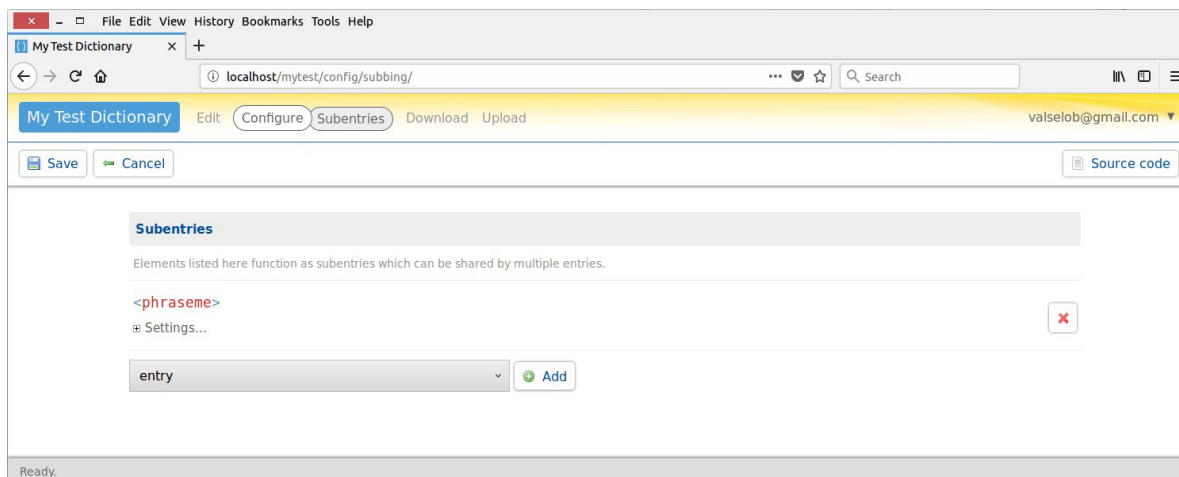 File Edit View History Bookmarks Tools Help
My Test Dictionary
localhost/mytest/config/subbing/
Search
My Test Dictionary Edit Configure Subentries Download Upload valselob@gmail.com
Save Cancel Source code
Subentries
Elements listed here function as subentries which can be shared by multiple entries.
<phraseme>
Settings...
entry Add
Ready.